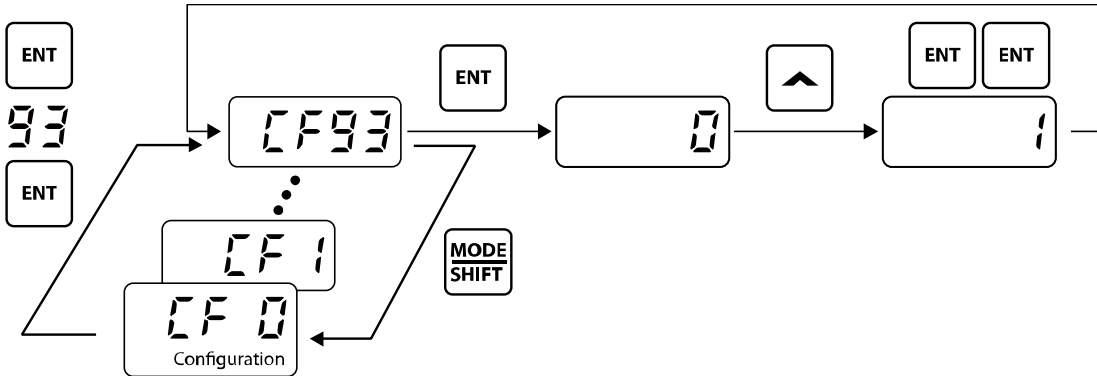 ENT
93
ENT
CF93
ENT
0
ENT ENT
1
CF 1
MODE
SHIFT
CF 0
Configuration